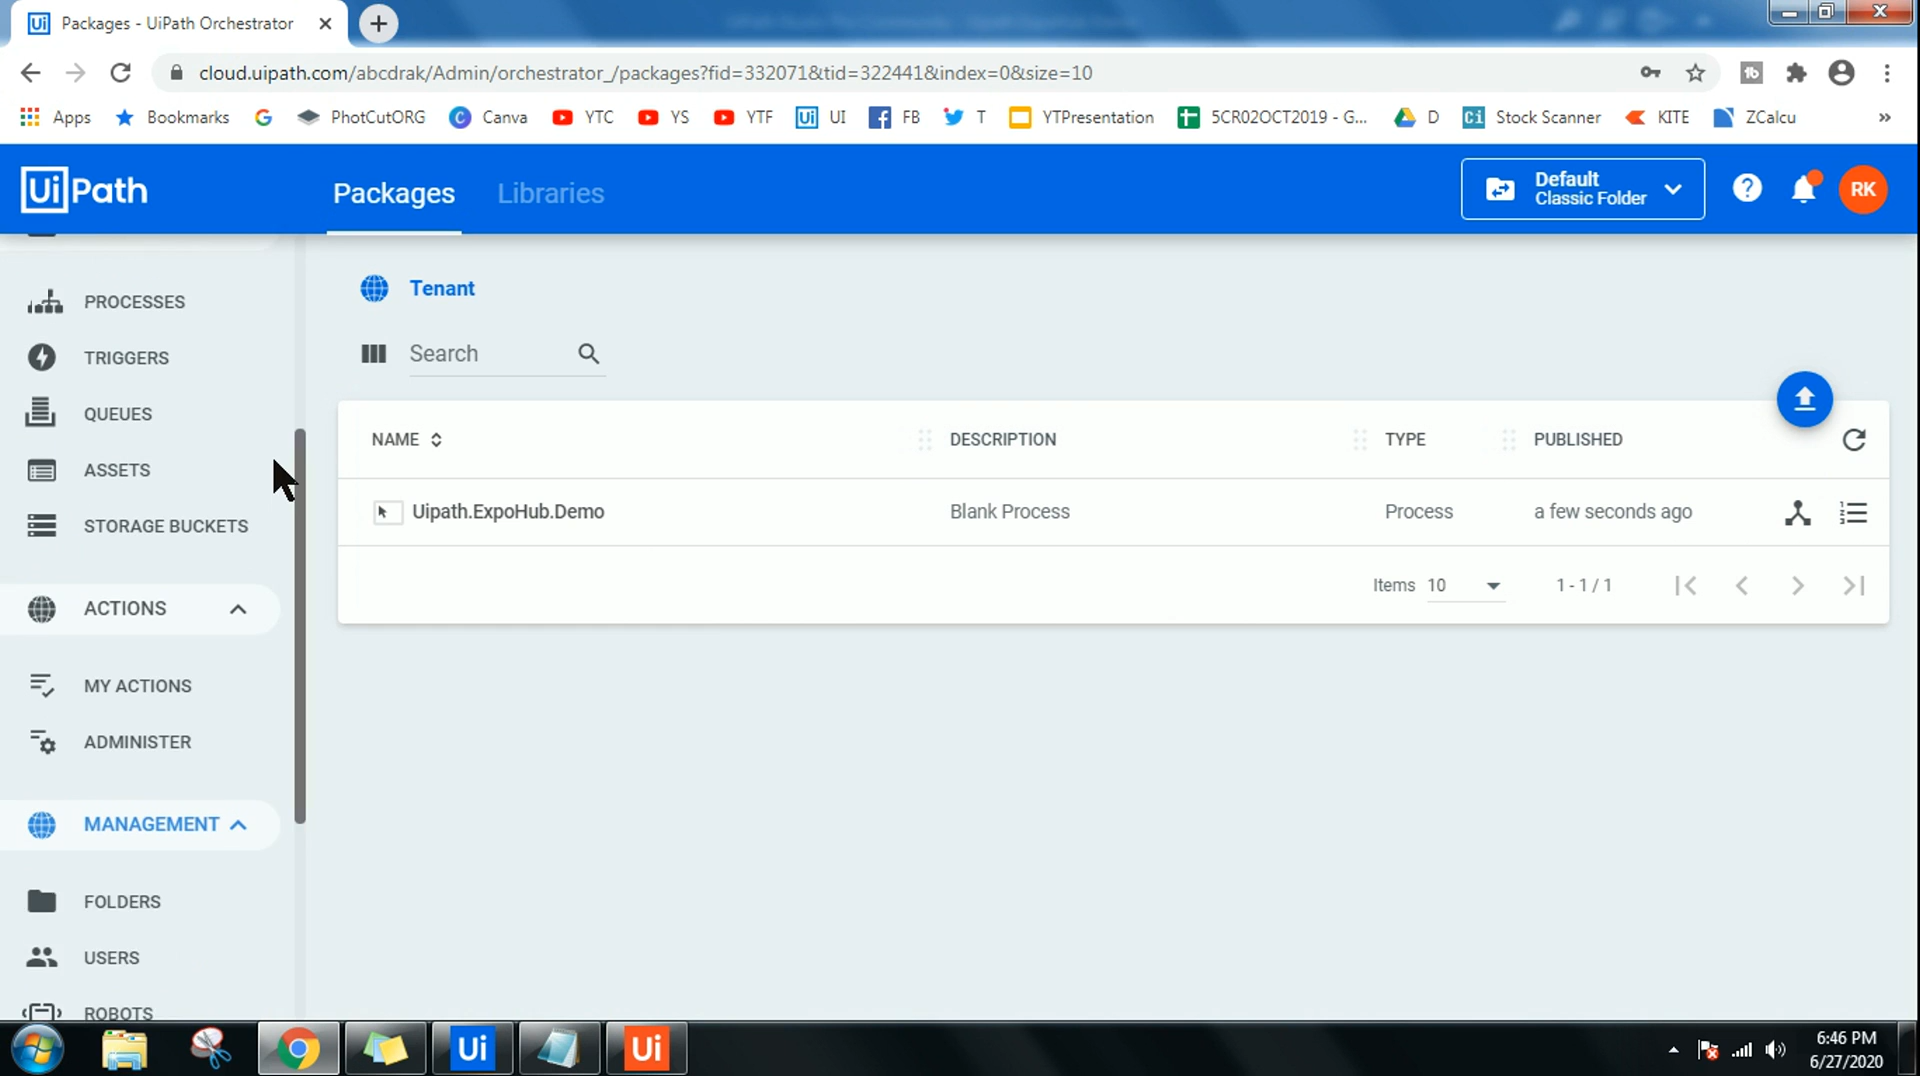 Packages - UiPath Orchestrator
cloud.uipath.com/abcdrak/Admin/orchestrator_/packages?fid=332071&tid=322441&index=0&size=10
Apps Bookmarks PhotCutORG Canva YTC YS YTF UI FB T YTPresentation 5CR02OCT2019 - G... D Stock Scanner KITE ZCalcu »
UiPath Packages Libraries Default
Classic Folder
RK
PROCESSES
TRIGGERS
QUEUES
ASSETS
STORAGE BUCKETS
ACTIONS
MY ACTIONS
ADMINISTER
MANAGEMENT
FOLDERS
USERS
ROBOTS
Tenant
Search
NAME DESCRIPTION TYPE PUBLISHED
Uipath.ExpoHub.Demo Blank Process Process a few seconds ago
Items 10 1 - 1 / 1
Ui Ui
6:46 PM
6/27/2020